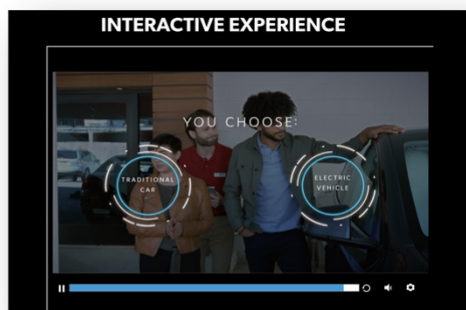 INTERACTIVE EXPERIENCE
YOU CHOOSE:
TRADITIONAL
CAR
ELECTRIC
VEHICLE